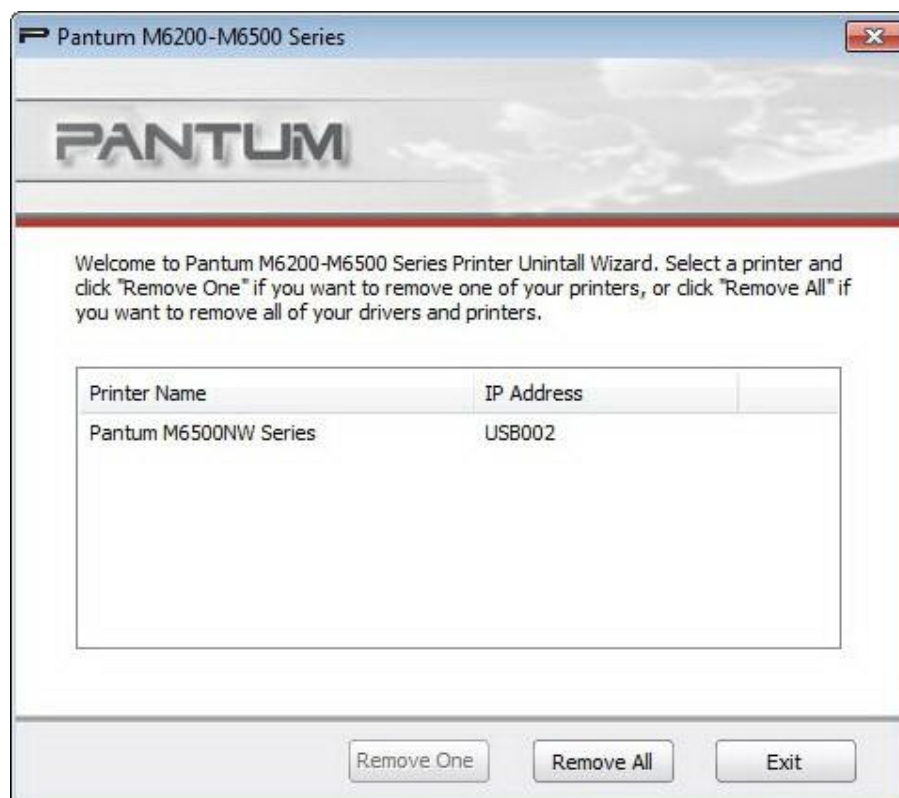 Pantum M6200-M6500 Series
PANTUM
Welcome to Pantum M6200-M6500 Series Printer Unintall Wizard. Select a printer and
click "Remove One" if you want to remove one of your printers, or click "Remove All" if
you want to remove all of your drivers and printers.
Printer Name IP Address
Pantum M6500NW Series USB002
Remove One Remove All Exit